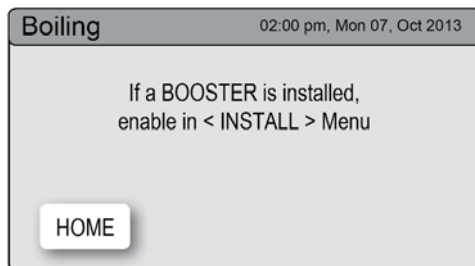 Boiling 02:00 pm, Mon 07, Oct 2013
If a BOOSTER is installed,
enable in < INSTALL > Menu
HOME